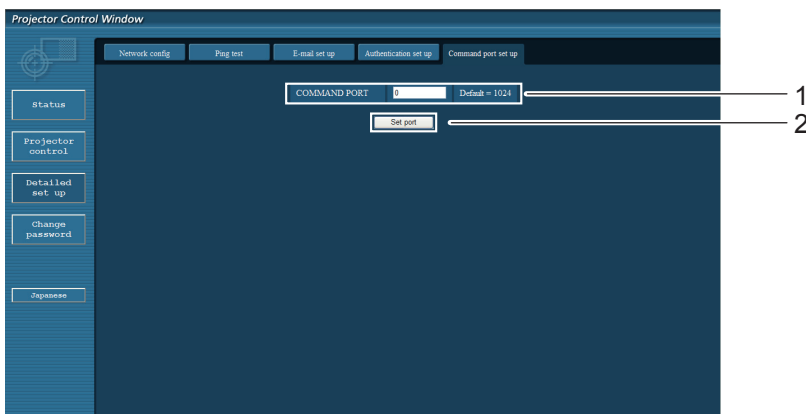 Projector Control Window
Network config Ping test E-mail set up Authentication set up Command port set up
COMMAND PORT 0 Default = 1024 1
Set port 2
Status
Projector
control
Detailed
set up
Change
password
Japanese